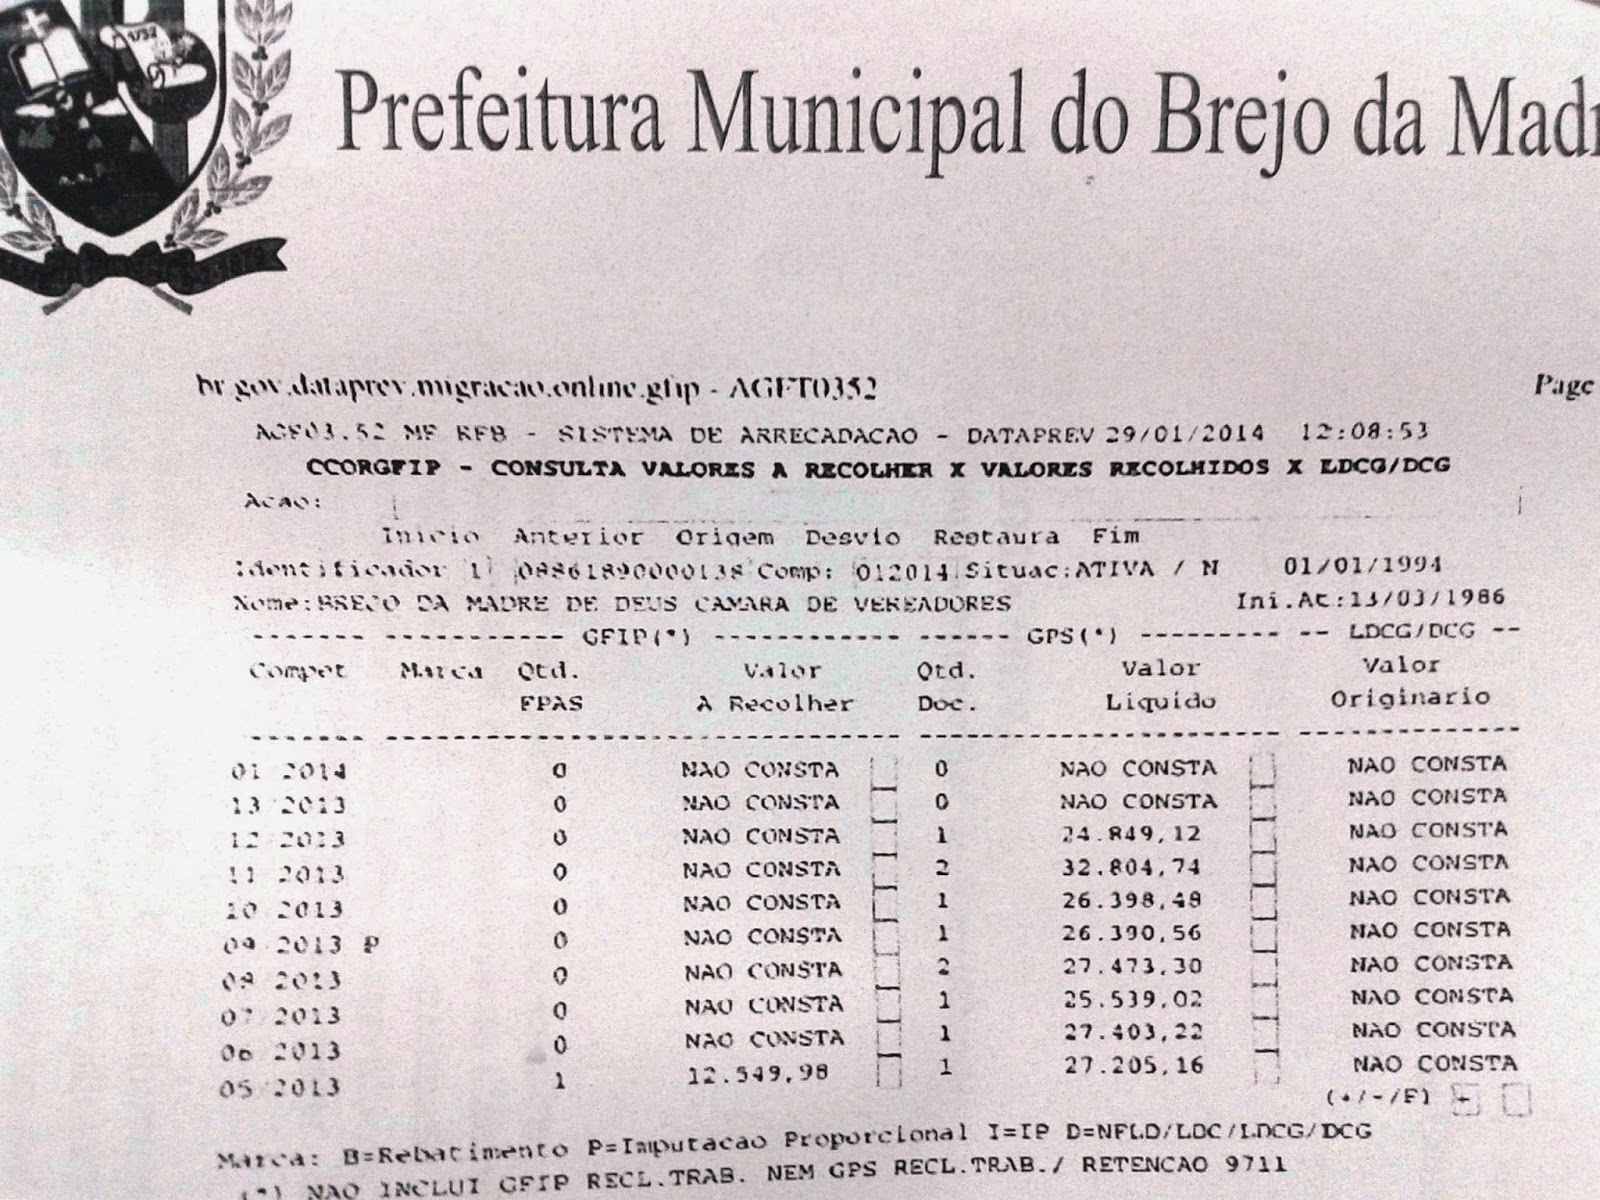 1/32
Prefeitura Municipal do Brejo da Madr
br.gov.dataprev.migracao.online.gfip - AGFT0352 Page
AGF03.52 MF RFB - SISTEMA DE ARRECADACAO - DATAPREV 29/01/2014 12:08:53
CCORGFIP - CONSULTA VALORES A RECOLHER X VALORES RECOLHIDOS X LDCG/DCG
Acao:
Inicio Anterior Origem Desvio Restaura Fim
Identificador 1 08861890000138 Comp: 012014 Situac:ATIVA / N 01/01/1994
Nome:BREJO DA MADRE DE DEUS CAMARA DE VEREADORES Ini.At:13/03/1986
------- ----------- GFIP(*) ------------ ------ GPS(*) --------- -- LDCG/DCG --
Compet Marca Qtd. Valor Qtd. Valor Valor
FPAS A Recolher Doc. Liquido Originario
01 2014 0 NAO CONSTA 0 NAO CONSTA NAO CONSTA
13 2013 0 NAO CONSTA 0 NAO CONSTA NAO CONSTA
12 2013 0 NAO CONSTA 1 24.849,12 NAO CONSTA
11 2013 0 NAO CONSTA 2 32.804,74 NAO CONSTA
10 2013 0 NAO CONSTA 1 26.398,48 NAO CONSTA
09 2013 P 0 NAO CONSTA 1 26.390,56 NAO CONSTA
08 2013 0 NAO CONSTA 2 27.473,30 NAO CONSTA
07 2013 0 NAO CONSTA 1 25.539,02 NAO CONSTA
06 2013 0 NAO CONSTA 1 27.403,22 NAO CONSTA
05 2013 1 12.549,98 1 27.205,16 NAO CONSTA
(+/-/F) +
Marca: B=Rebatimento P=Imputacao Proporcional I=IP D=NFLD/LDC/LDCG/DCG
(*) NAO INCLUI GFIP RECL.TRAB. NEM GPS RECL.TRAB./ RETENCAO 9711